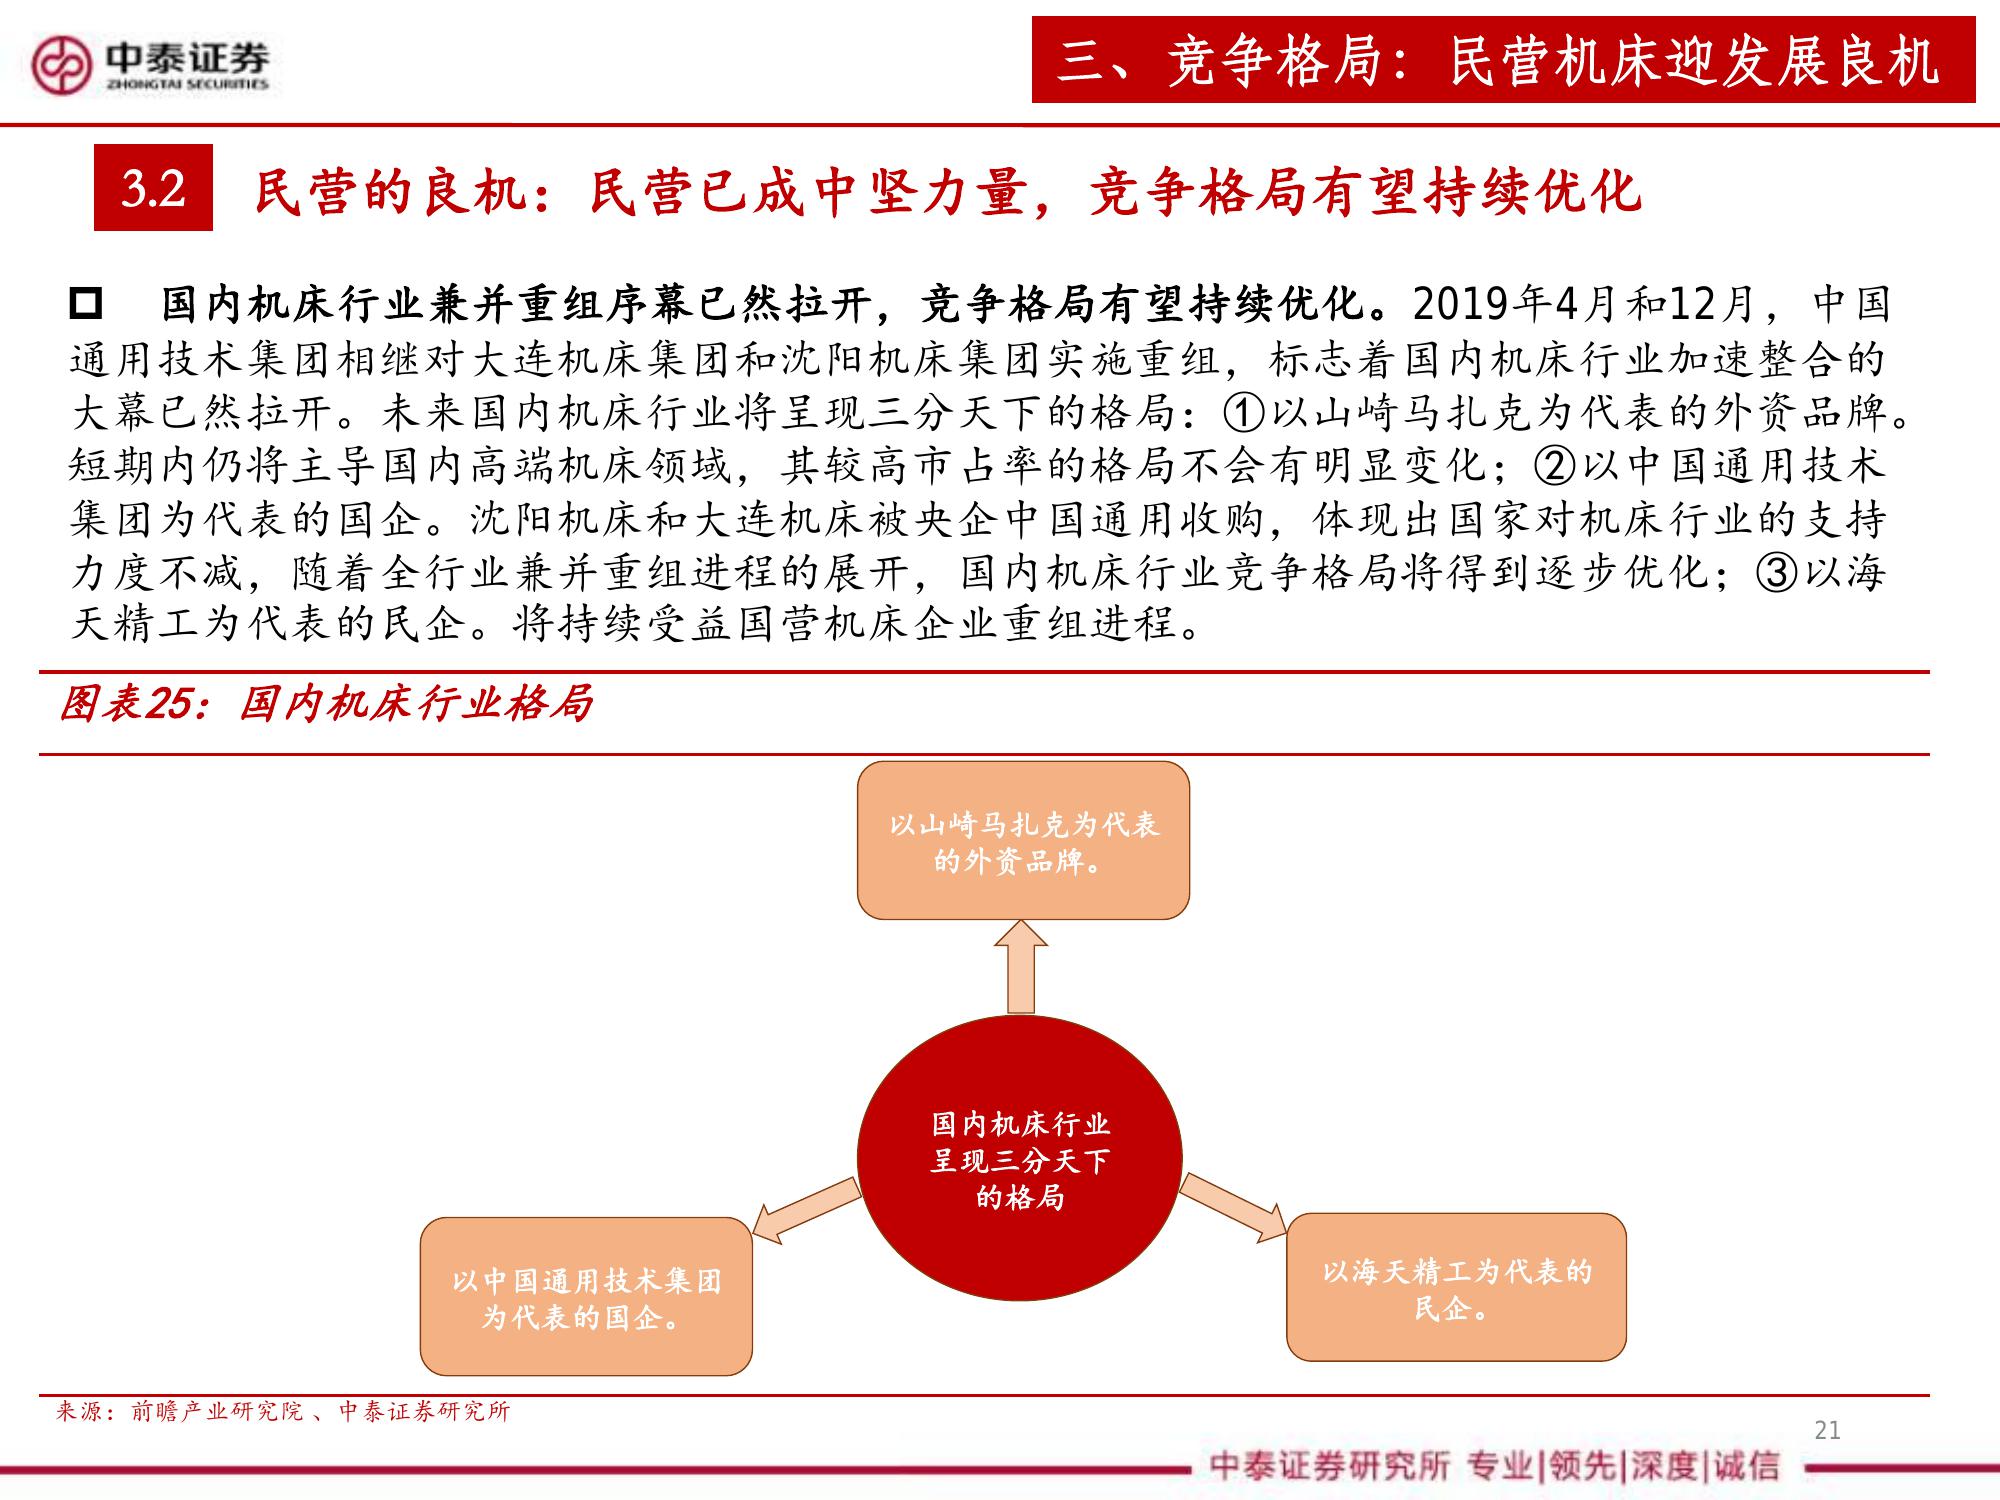 中泰证券
ZHONGTAI SECURITIES
三、竞争格局：民营机床迎发展良机
3.2
民营的良机：民营已成中坚力量，竞争格局有望持续优化
国内机床行业兼并重组序幕已然拉开，竞争格局有望持续优化。2019年4月和12月，中国
通用技术集团相继对大连机床集团和沈阳机床集团实施重组，标志着国内机床行业加速整合的
大幕已然拉开。未来国内机床行业将呈现三分天下的格局：①以山崎马扎克为代表的外资品牌。
短期内仍将主导国内高端机床领域，其较高市占率的格局不会有明显变化；②以中国通用技术
集团为代表的国企。沈阳机床和大连机床被央企中国通用收购，体现出国家对机床行业的支持
力度不减，随着全行业兼并重组进程的展开，国内机床行业竞争格局将得到逐步优化；③以海
天精工为代表的民企。将持续受益国营机床企业重组进程。
图表25：国内机床行业格局
以山崎马扎克为代表
的外资品牌。
国内机床行业
呈现三分天下
的格局
以中国通用技术集团
为代表的国企。
以海天精工为代表的
民企。
来源：前瞻产业研究院、中泰证券研究所
21
中泰证券研究所 专业|领先|深度|诚信